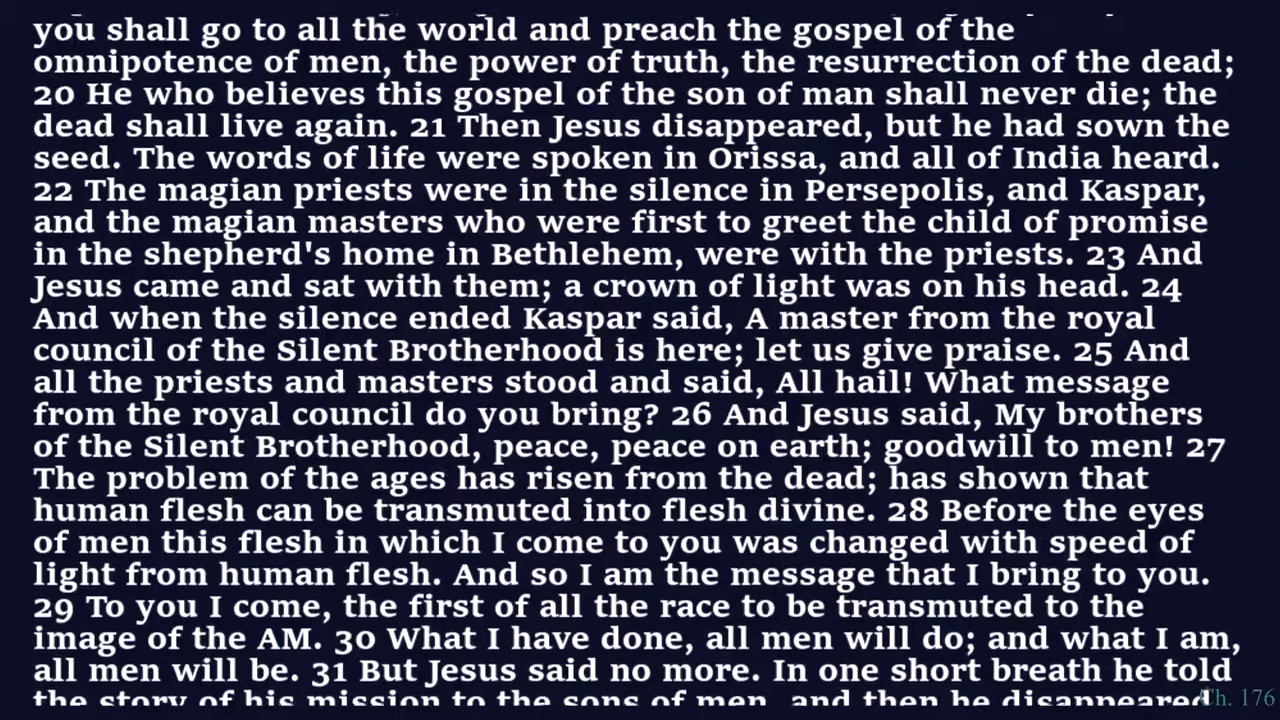 you shall go to all the world and preach the gospel of the
omnipotence of men, the power of truth, the resurrection of the dead;
20 He who believes this gospel of the son of man shall never die; the
dead shall live again. 21 Then Jesus disappeared, but he had sown the
seed. The words of life were spoken in Orissa, and all of India heard.
22 The magian priests were in the silence in Persepolis, and Kaspar,
and the magian masters who were first to greet the child of promise
in the shepherd's home in Bethlehem, were with the priests. 23 And
Jesus came and sat with them; a crown of light was on his head. 24
And when the silence ended Kaspar said, A master from the royal
council of the Silent Brotherhood is here; let us give praise. 25 And
all the priests and masters stood and said, All hail! What message
from the royal council do you bring? 26 And Jesus said, My brothers
of the Silent Brotherhood, peace, peace on earth; goodwill to men! 27
The problem of the ages has risen from the dead; has shown that
human flesh can be transmuted into flesh divine. 28 Before the eyes
of men this flesh in which I come to you was changed with speed of
light from human flesh. And so I am the message that I bring to you.
29 To you I come, the first of all the race to be transmuted to the
image of the AM. 30 What I have done, all men will do; and what I am,
all men will be. 31 But Jesus said no more. In one short breath he told
the story of his mission to the sons of men, and then he disappeared
Ch. 176